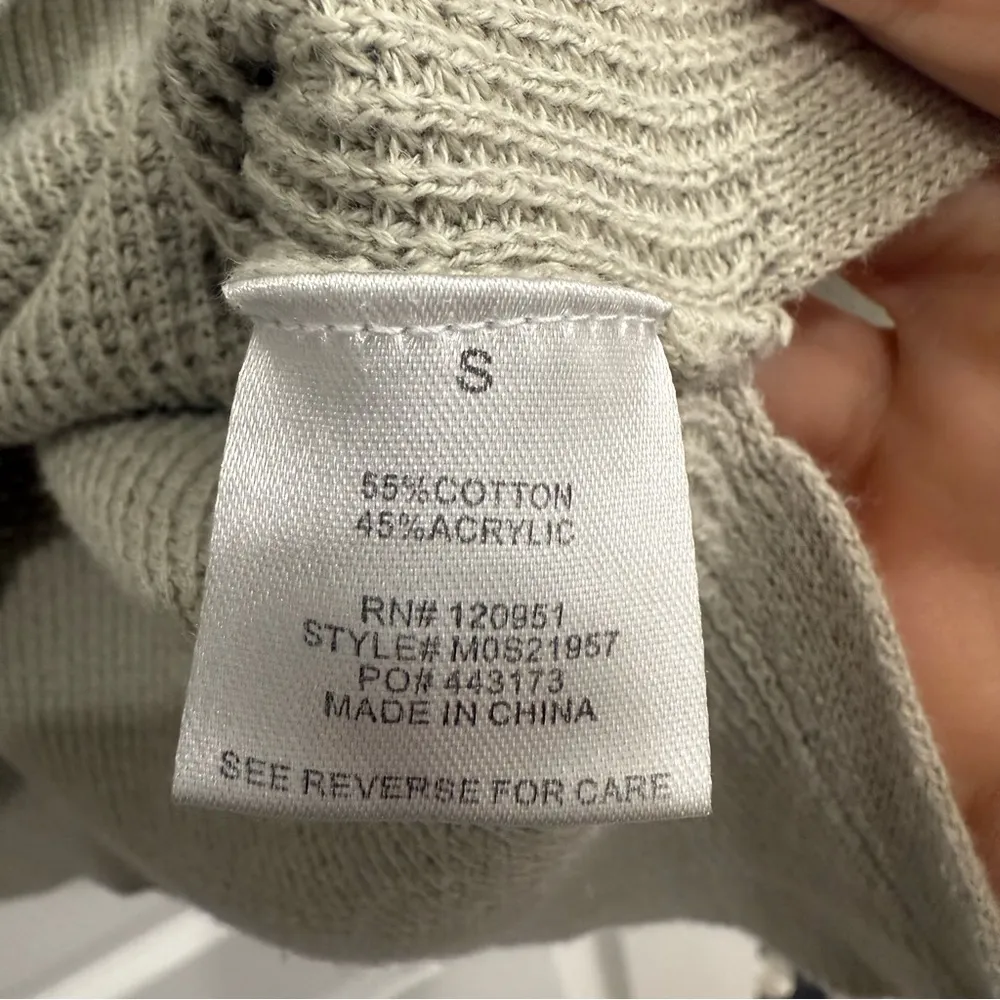 S
55%COTTON
45%ACRYLIC
RN# 120951
STYLE# M0S21957
PO# 443173
MADE IN CHINA
SEE REVERSE FOR CARE